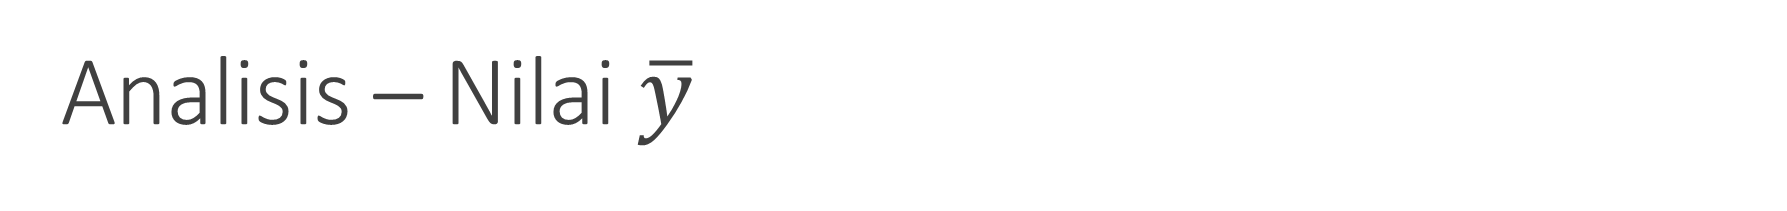 Analisis – Nilai y̅